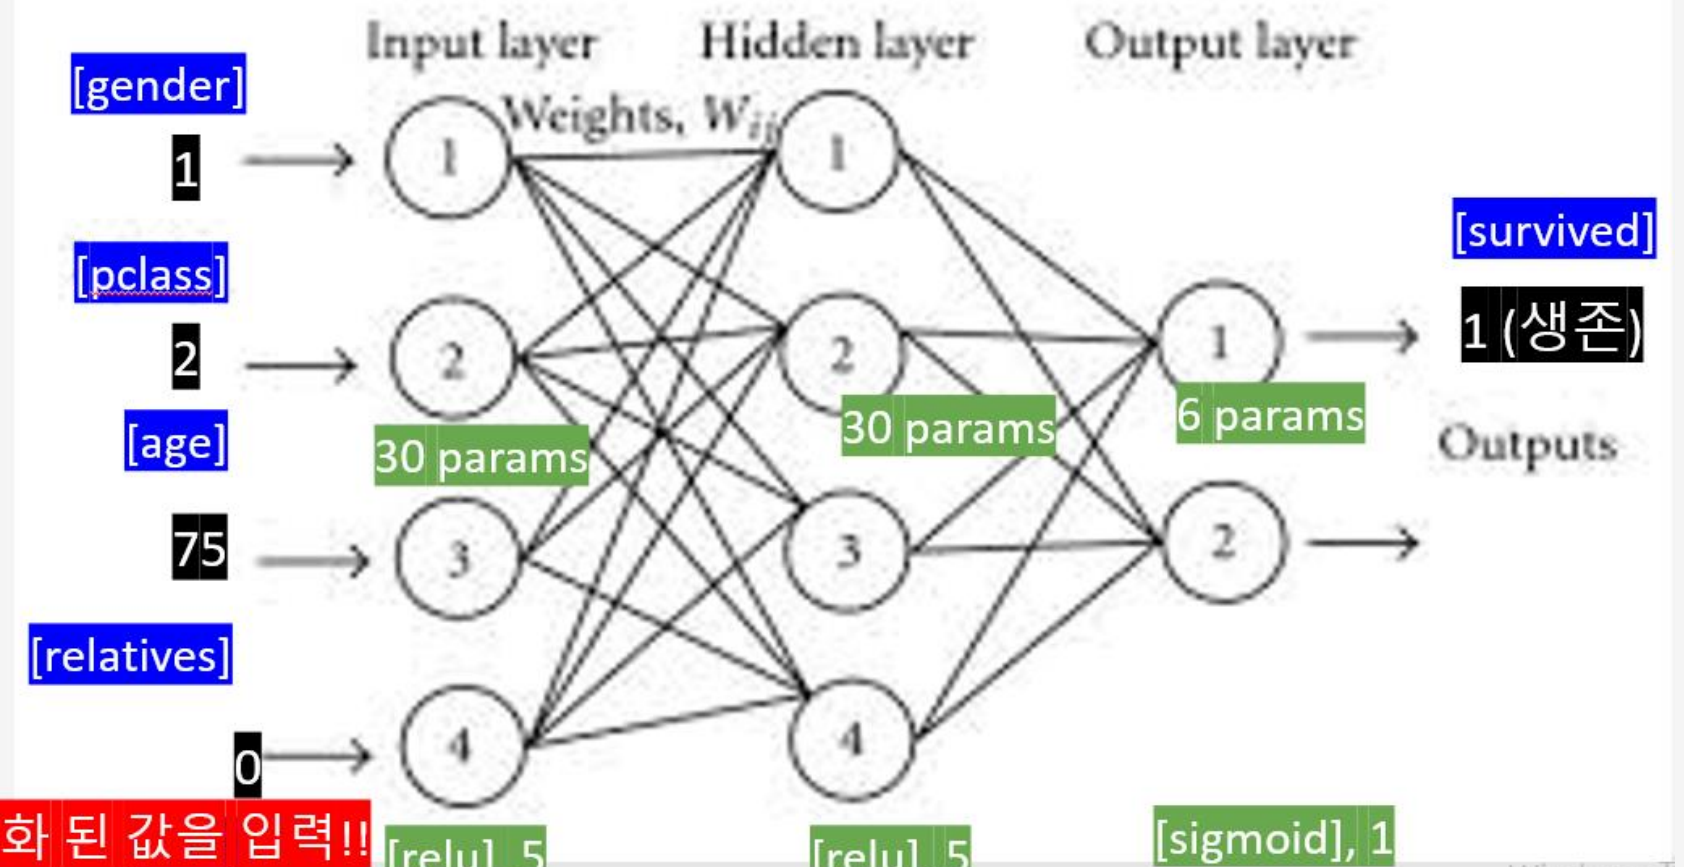 Input layer
Hidden layer
Output layer
[gender]
Weights, Wij
1
1
1
[survived]
[pclass]
2
2
2
1
1 (생존)
6 params
[age]
30 params
30 params
Outputs
75
3
3
2
[relatives]
0
4
4
화 된 값을 입력!!
[relu], 5
[relu], 5
[sigmoid], 1